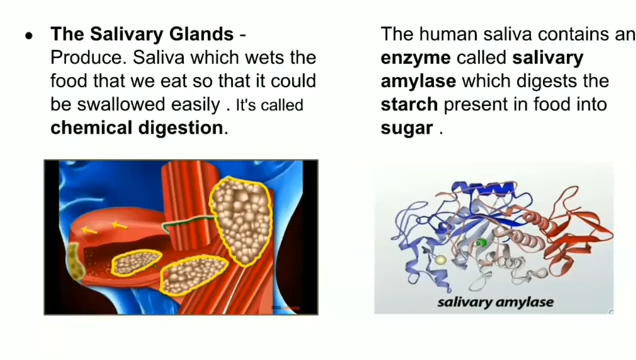 ● The Salivary Glands -
Produce. Saliva which wets the
food that we eat so that it could
be swallowed easily . It's called
chemical digestion.
The human saliva contains an
enzyme called salivary
amylase which digests the
starch present in food into
sugar .
salivary amylase